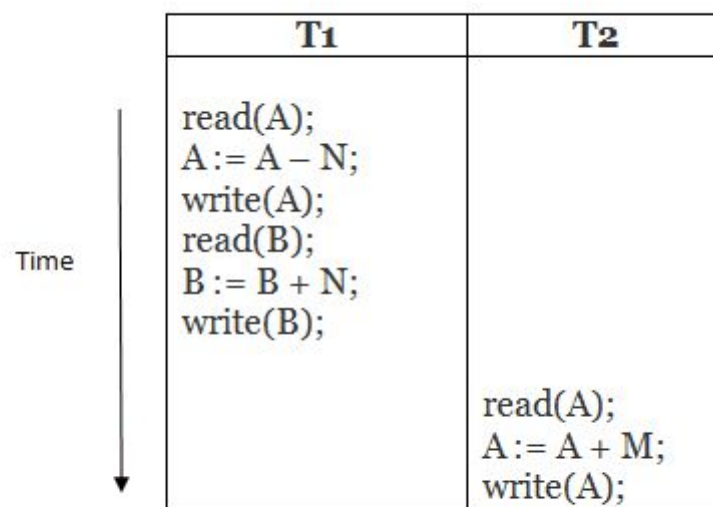 T1 T2
read(A);
A := A – N;
write(A);
read(B);
Time
B := B + N;
write(B);
read(A);
A := A + M;
write(A);